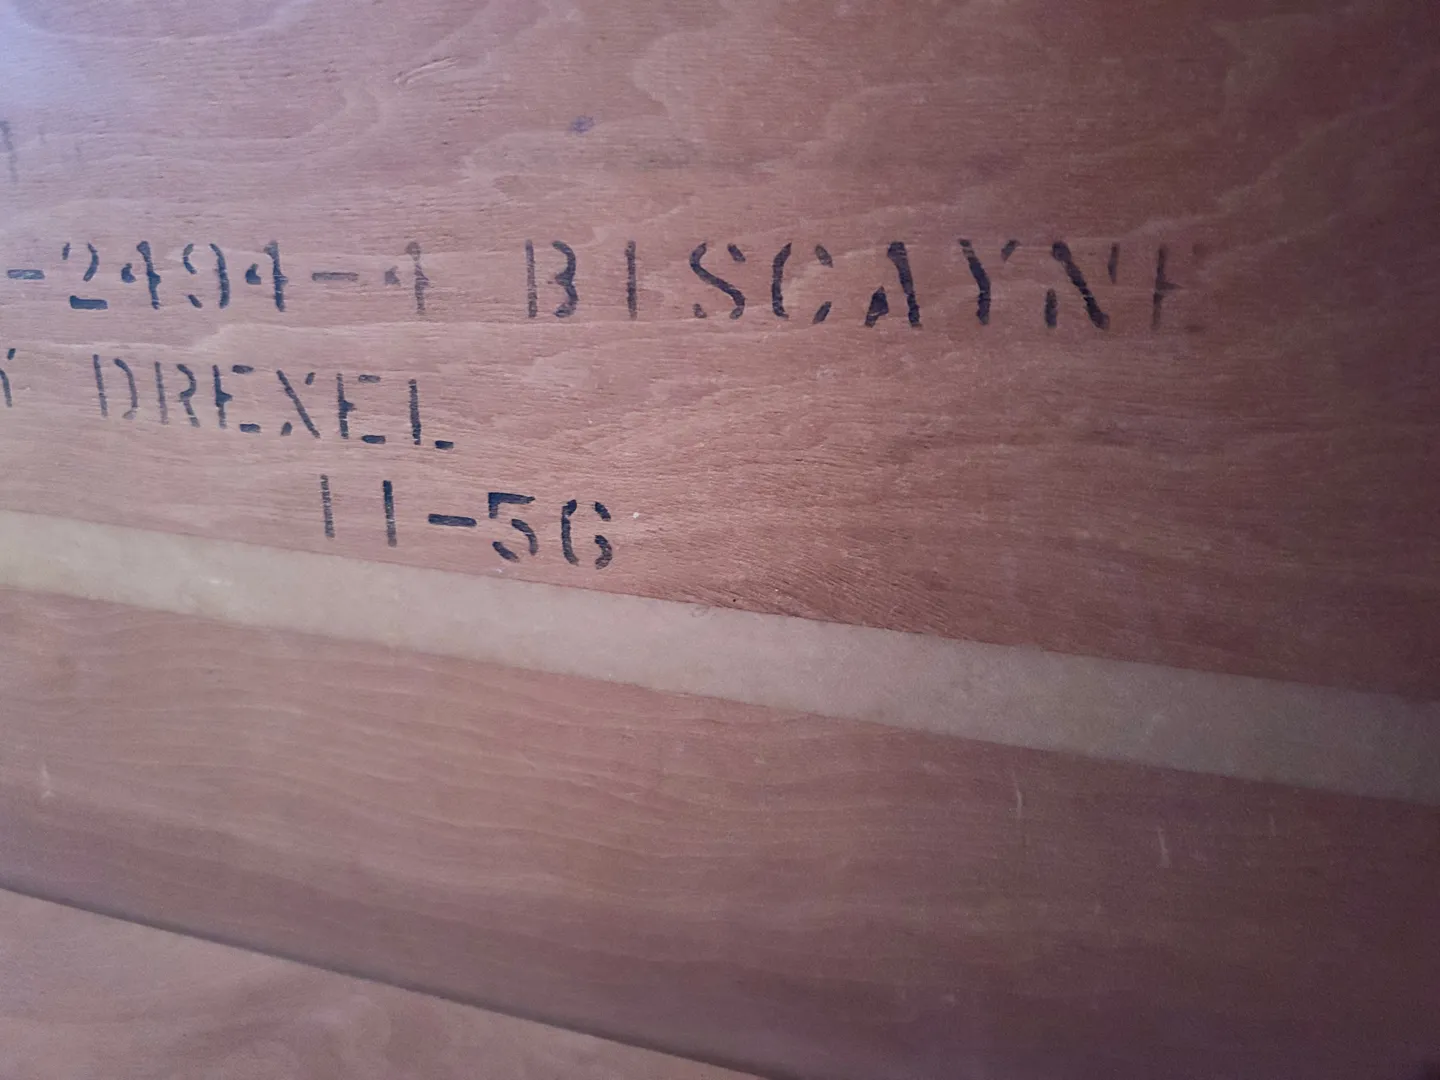 -2494-4 BISCAYNE
Y DREXEL
11-56